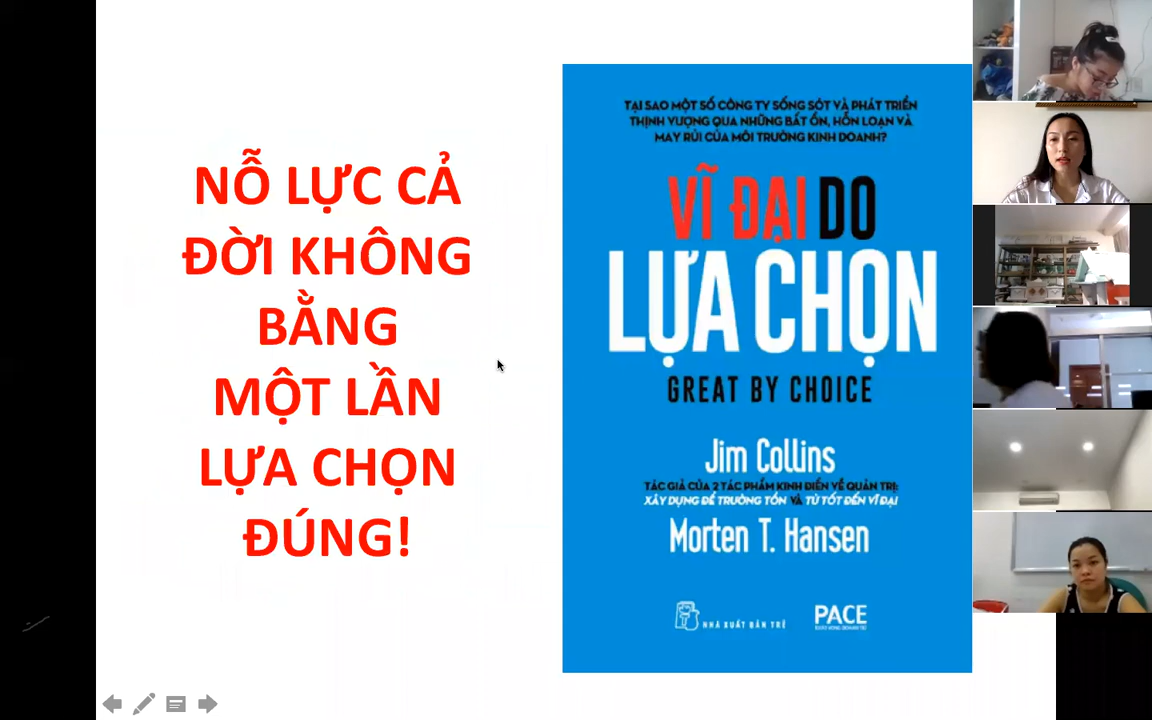 NỖ LỰC CẢ
ĐỜI KHÔNG
BẰNG
MỘT LẦN
LỰA CHỌN
ĐÚNG!
TẠI SAO MỘT SỐ CÔNG TY SỐNG SÓT VÀ PHÁT TRIỂN
THỊNH VƯỢNG QUA NHỮNG BẤT ỔN, HỖN LOẠN VÀ
MAY RỦI CỦA MÔI TRƯỜNG KINH DOANH?
VĨ ĐẠI DO
LỰA CHỌN
GREAT BY CHOICE
Jim Collins
TÁC GIẢ CỦA 2 TÁC PHẨM KINH ĐIỂN VỀ QUẢN TRỊ:
XÂY DỰNG ĐỂ TRƯỜNG TỒN VÀ TỪ TỐT ĐẾN VĨ ĐẠI
Morten T. Hansen
NHÀ XUẤT BẢN TRẺ
PACE